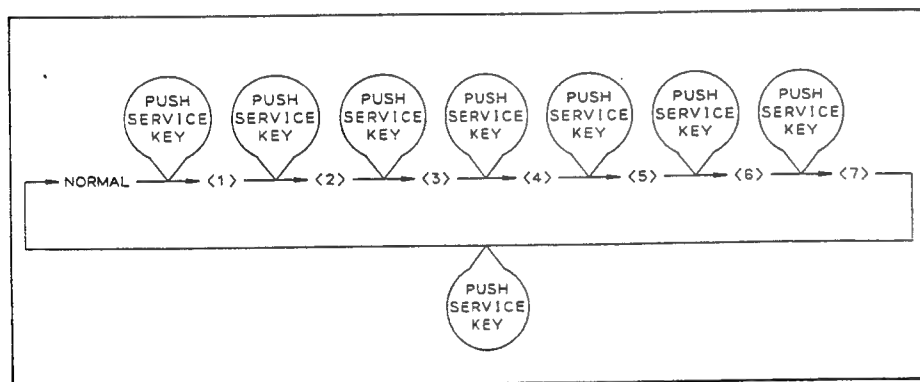 PUSH
SERVICE
KEY
PUSH
SERVICE
KEY
PUSH
SERVICE
KEY
PUSH
SERVICE
KEY
PUSH
SERVICE
KEY
PUSH
SERVICE
KEY
PUSH
SERVICE
KEY
NORMAL <1> <2> <3> <4> <5> <6> <7>
PUSH
SERVICE
KEY